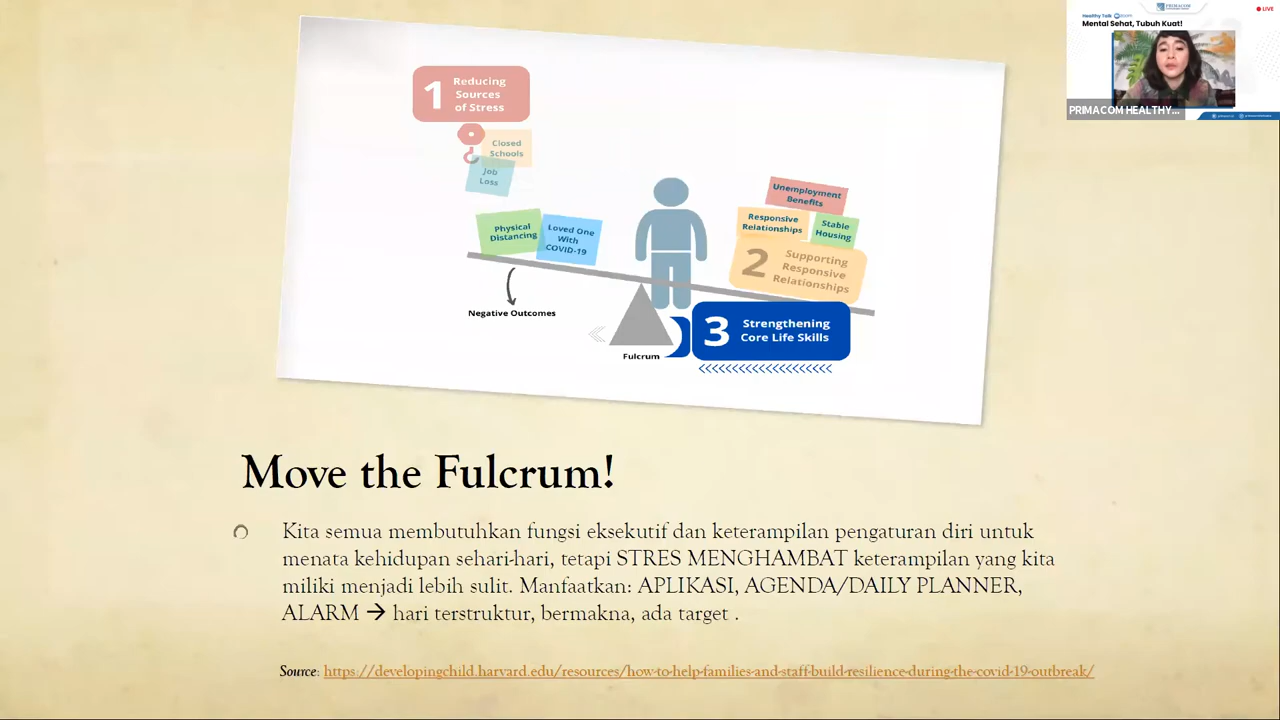 1 Reducing
Sources
of Stress
Closed
Schools
Job
Loss
Physical
Distancing
Loved One
With
COVID-19
Negative Outcomes
Unemployment
Benefits
Responsive
Relationships
Stable
Housing
2 Supporting
Responsive
Relationships
3 Strengthening
Core Life Skills
Fulcrum
Move the Fulcrum!
Kita semua membutuhkan fungsi eksekutif dan keterampilan pengaturan diri untuk
menata kehidupan sehari-hari, tetapi STRES MENGHAMBAT keterampilan yang kita
miliki menjadi lebih sulit. Manfaatkan: APLIKASI, AGENDA/DAILY PLANNER,
ALARM → hari terstruktur, bermakna, ada target .
Source: https://developingchild.harvard.edu/resources/how-to-help-families-and-staff-build-resilience-during-the-covid-19-outbreak/
PRIMACOM
LIVE
Healthy Talk
Mental Sehat, Tubuh Kuat!
PRIMACOM HEALTHY...